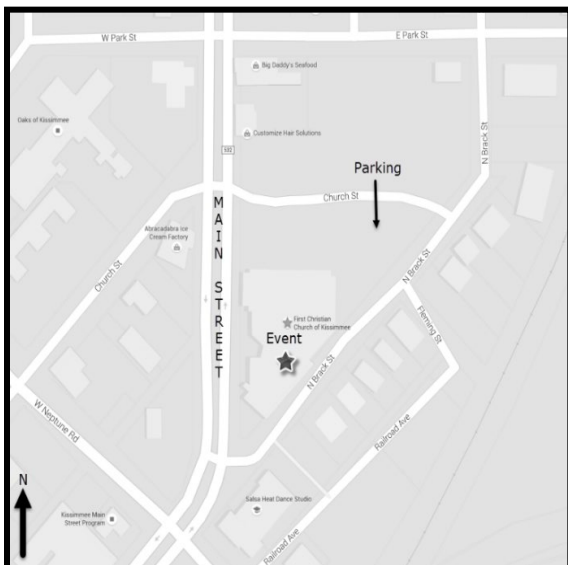 W Park St
E Park St
Big Daddy's Seafood
Oaks of Kissimmee
Customize Hair Solutions
N Brack St
Parking
Church St
MAIN STREET
Abracadabra Ice
Cream Factory
Church St
N Brack St
Fleming St
First Christian
Church of Kissimmee
Event
N Brack St
W Neptune Rd
Railroad Ave
N
Salsa Heat Dance Studio
Kissimmee Main
Street Program
Railroad Ave